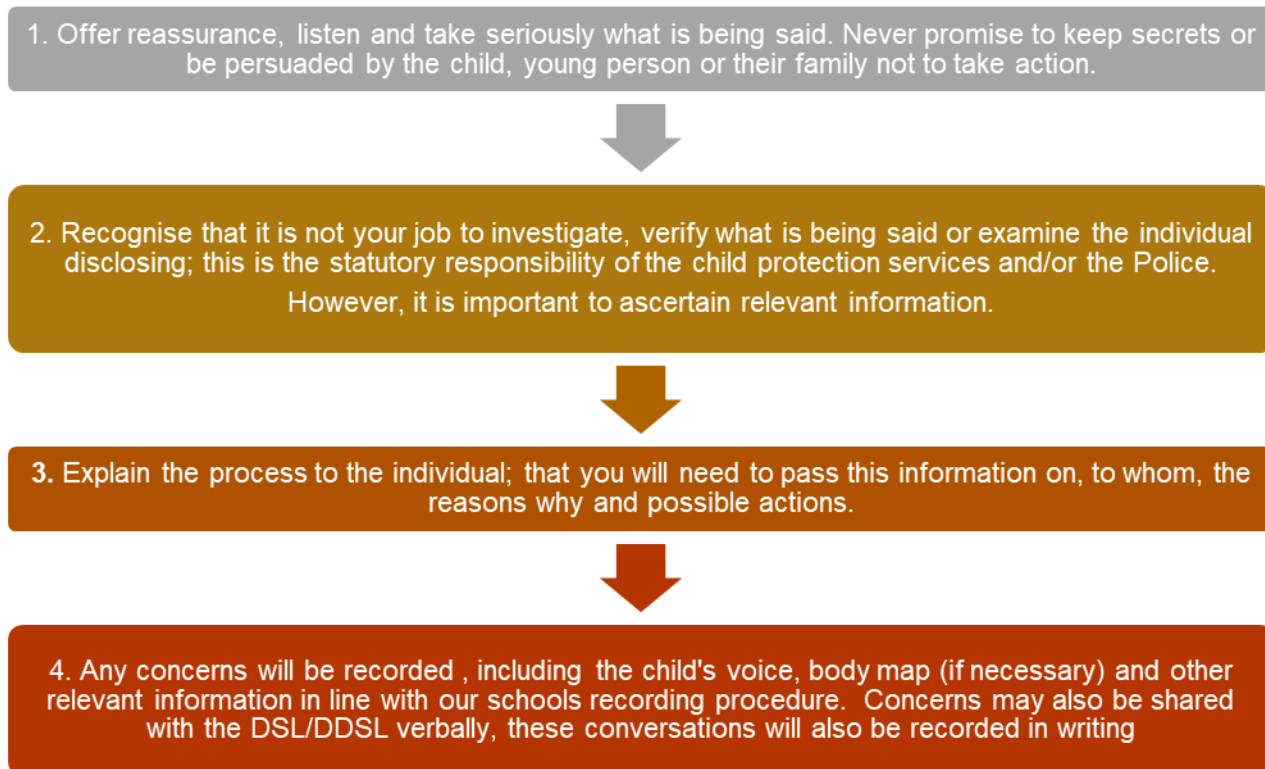 1. Offer reassurance, listen and take seriously what is being said. Never promise to keep secrets or
be persuaded by the child, young person or their family not to take action.
2. Recognise that it is not your job to investigate, verify what is being said or examine the individual
disclosing; this is the statutory responsibility of the child protection services and/or the Police.
However, it is important to ascertain relevant information.
3. Explain the process to the individual; that you will need to pass this information on, to whom, the
reasons why and possible actions.
4. Any concerns will be recorded , including the child's voice, body map (if necessary) and other
relevant information in line with our schools recording procedure. Concerns may also be shared
with the DSL/DDSL verbally, these conversations will also be recorded in writing